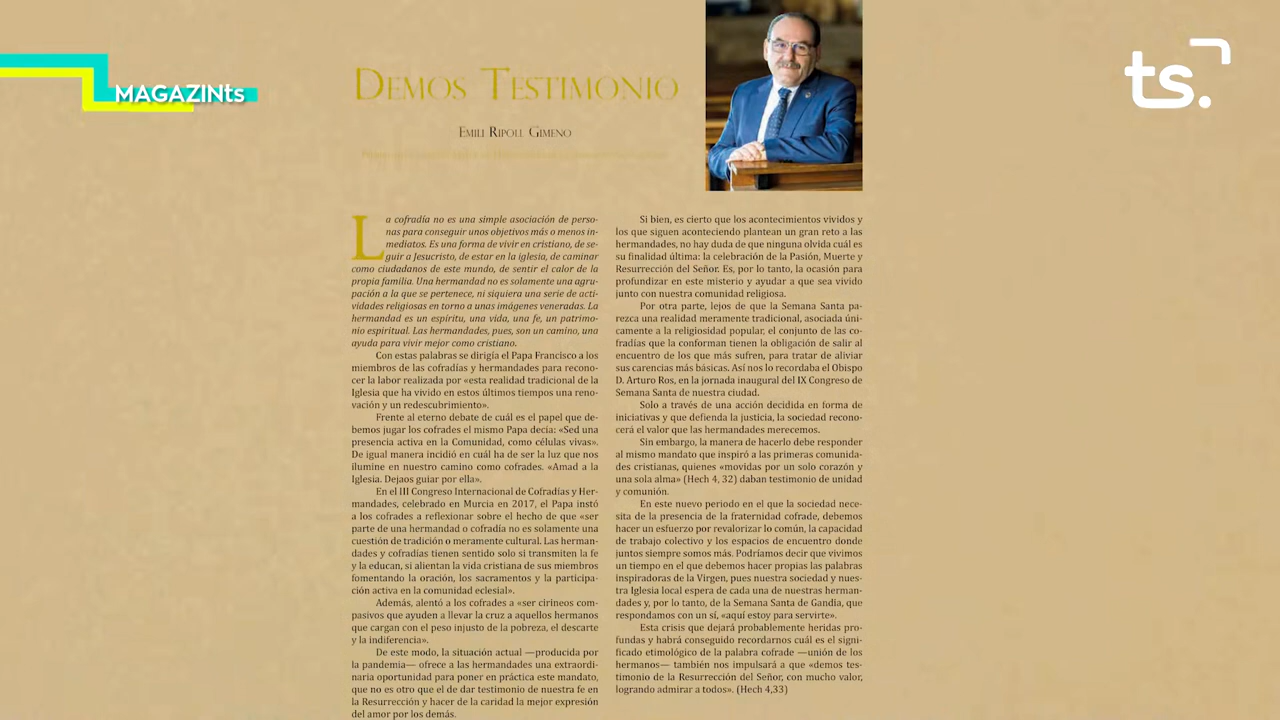 MAGAZINts
ts.
DEMOS TESTIMONIO
EMILI RIPOLL GIMENO
La cofradía no es una simple asociación de perso-
nas para conseguir unos objetivos más o menos in-
mediatos. Es una forma de vivir en cristiano, de se-
guir a Jesucristo, de estar en la iglesia, de caminar
como ciudadanos de este mundo, de sentir el calor de la
propia familia. Una hermandad no es solamente una agru-
pación a la que se pertenece, ni siquiera una serie de acti-
vidades religiosas en torno a unas imágenes veneradas. La
hermandad es un espíritu, una vida, una fe, un patrimo-
nio espiritual. Las hermandades, pues, son un camino, una
ayuda para vivir mejor como cristiano.
Con estas palabras se dirigía el Papa Francisco a los
miembros de las cofradías y hermandades para recono-
cer la labor realizada por «esta realidad tradicional de la
Iglesia que ha vivido en estos últimos tiempos una reno-
vación y un redescubrimiento».
Frente al eterno debate de cuál es el papel que de-
bemos jugar los cofrades el mismo Papa decía: «Sed una
presencia activa en la Comunidad, como células vivas».
De igual manera incidió en cuál ha de ser la luz que nos
ilumine en nuestro camino como cofrades. «Amad a la
Iglesia. Dejaos guiar por ella».
En el III Congreso Internacional de Cofradías y Her-
mandades, celebrado en Murcia en 2017, el Papa instó
a los cofrades a reflexionar sobre el hecho de que «ser
parte de una hermandad o cofradía no es solamente una
cuestión de tradición o meramente cultural. Las herman-
dades y cofradías tienen sentido solo si transmiten la fe
y la educan, si alientan la vida cristiana de sus miembros
fomentando la oración, los sacramentos y la participa-
ción activa en la comunidad eclesial».
Además, alentó a los cofrades a «ser cirineos com-
pasivos que ayuden a llevar la cruz a aquellos hermanos
que cargan con el peso injusto de la pobreza, el descarte
y la indiferencia».
De este modo, la situación actual —producida por
la pandemia— ofrece a las hermandades una extraordi-
naria oportunidad para poner en práctica este mandato,
que no es otro que el de dar testimonio de nuestra fe en
la Resurrección y hacer de la caridad la mejor expresión
del amor por los demás.
Si bien, es cierto que los acontecimientos vividos y
los que siguen aconteciendo plantean un gran reto a las
hermandades, no hay duda de que ninguna olvida cuál es
su finalidad última: la celebración de la Pasión, Muerte y
Resurrección del Señor. Es, por lo tanto, la ocasión para
profundizar en este misterio y ayudar a que sea vivido
junto con nuestra comunidad religiosa.
Por otra parte, lejos de que la Semana Santa pa-
rezca una realidad meramente tradicional, asociada úni-
camente a la religiosidad popular, el conjunto de las co-
fradías que la conforman tienen la obligación de salir al
encuentro de los que más sufren, para tratar de aliviar
sus carencias más básicas. Así nos lo recordaba el Obispo
D. Arturo Ros, en la jornada inaugural del IX Congreso de
Semana Santa de nuestra ciudad.
Solo a través de una acción decidida en forma de
iniciativas y que defienda la justicia, la sociedad recono-
cerá el valor que las hermandades merecemos.
Sin embargo, la manera de hacerlo debe responder
al mismo mandato que inspiró a las primeras comunida-
des cristianas, quienes «movidas por un solo corazón y
una sola alma» (Hech 4, 32) daban testimonio de unidad
y comunión.
En este nuevo periodo en el que la sociedad nece-
sita de la presencia de la fraternidad cofrade, debemos
hacer un esfuerzo por revalorizar lo común, la capacidad
de trabajo colectivo y los espacios de encuentro donde
juntos siempre somos más. Podríamos decir que vivimos
un tiempo en el que debemos hacer propias las palabras
inspiradoras de la Virgen, pues nuestra sociedad y nues-
tra Iglesia local espera de cada una de nuestras herman-
dades y, por lo tanto, de la Semana Santa de Gandia, que
respondamos con un sí, «aquí estoy para servirte».
Esta crisis que dejará probablemente heridas pro-
fundas y habrá conseguido recordarnos cuál es el signi-
ficado etimológico de la palabra cofrade —unión de los
hermanos— también nos impulsará a que «demos tes-
timonio de la Resurrección del Señor, con mucho valor,
logrando admirar a todos». (Hech 4,33)